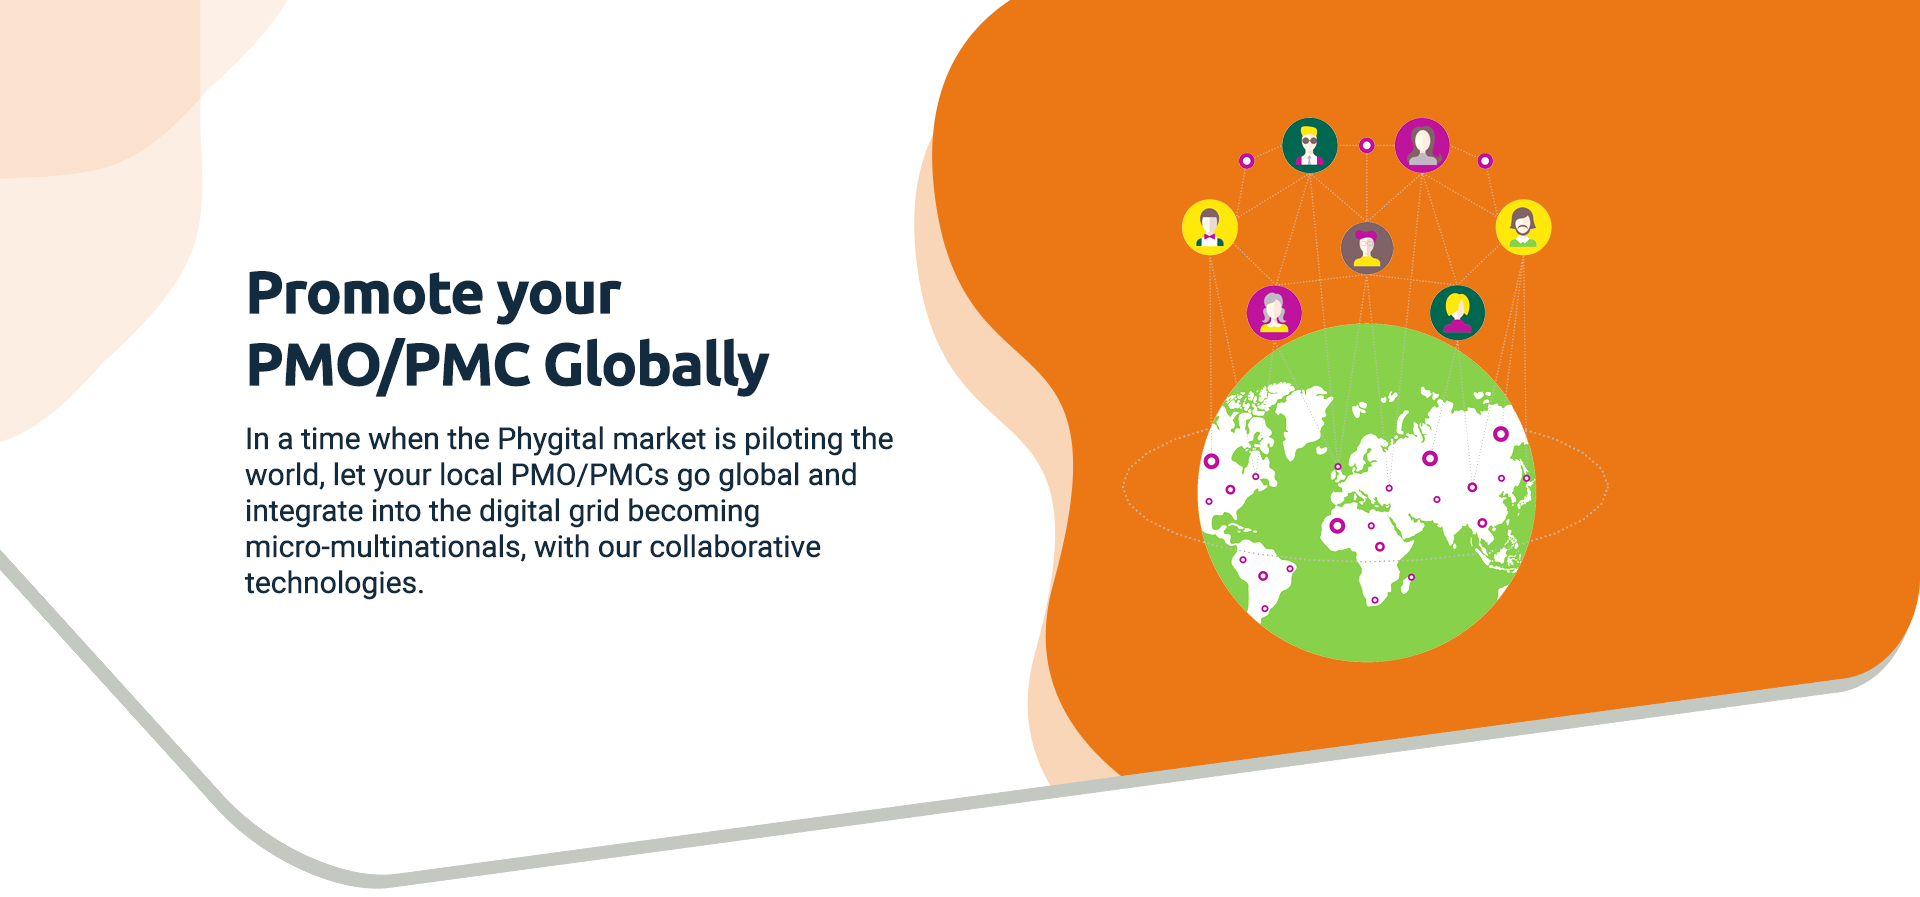 Promote your
PMO/PMC Globally
In a time when the Phygital market is piloting the
world, let your local PMO/PMCs go global and
integrate into the digital grid becoming
micro-multinationals, with our collaborative
technologies.